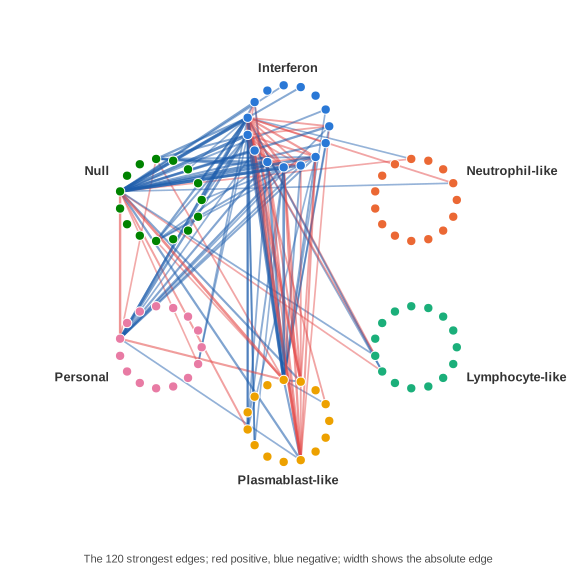 Interferon
Null
Neutrophil-like
Personal
Lymphocyte-like
Plasmablast-like
The 120 strongest edges; red positive, blue negative; width shows the absolute edge